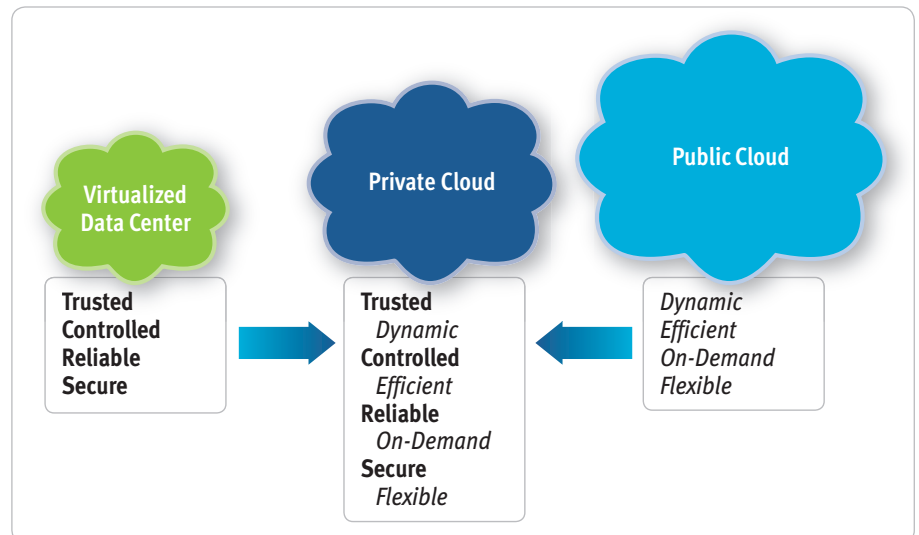 Virtualized
Data Center
Private Cloud
Public Cloud
Trusted
Controlled
Reliable
Secure
Trusted
Dynamic
Controlled
Efficient
Reliable
On-Demand
Secure
Flexible
Dynamic
Efficient
On-Demand
Flexible